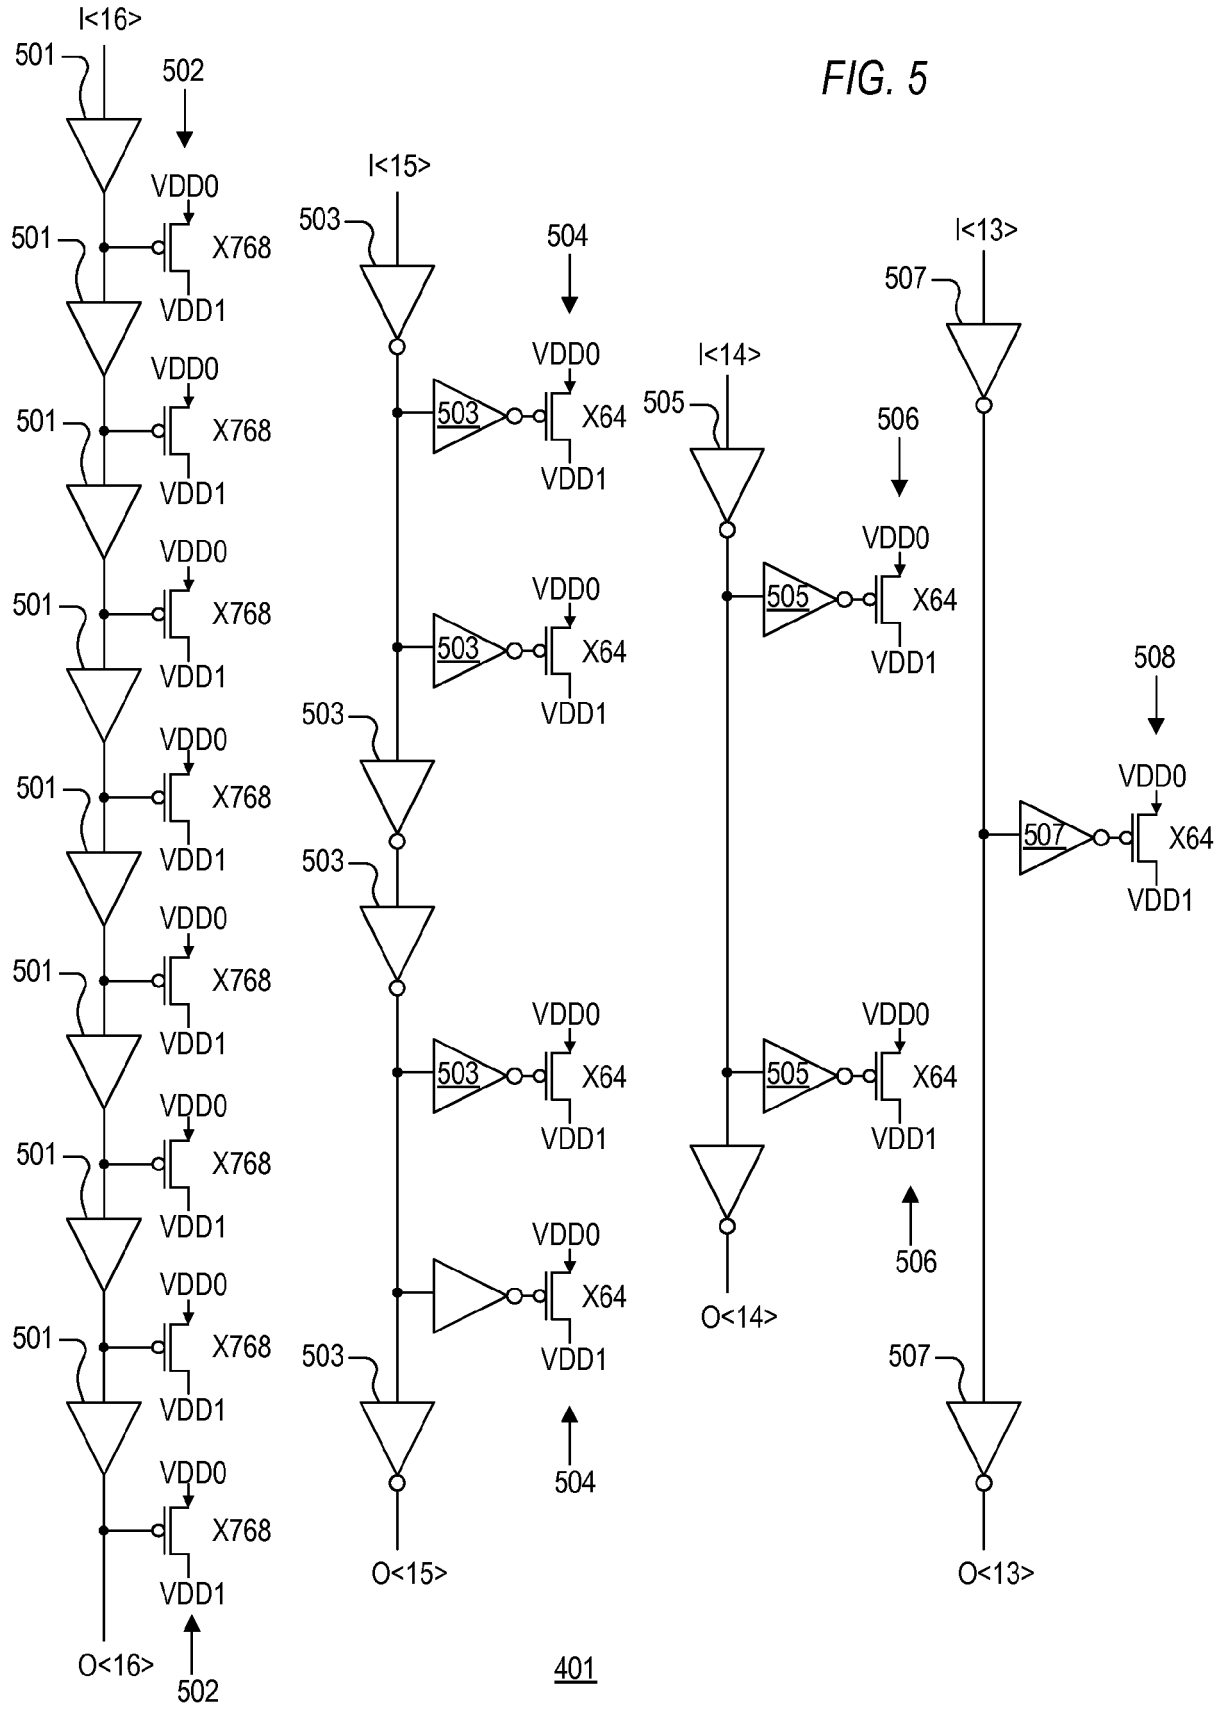 FIG. 5
I<16>
501
502
VDD0
X768
VDD1
501
VDD0
X768
VDD1
501
VDD0
X768
VDD1
501
VDD0
X768
VDD1
501
VDD0
X768
VDD1
501
VDD0
X768
VDD1
501
VDD0
X768
VDD1
501
VDD0
X768
VDD1
O<16>
502
I<15>
503
504
VDD0
503
X64
VDD1
VDD0
503
X64
VDD1
503
503
VDD0
503
X64
VDD1
VDD0
X64
VDD1
503
504
O<15>
I<14>
505
506
VDD0
505
X64
VDD1
VDD0
505
X64
VDD1
506
O<14>
I<13>
507
508
VDD0
507
X64
VDD1
507
O<13>
401